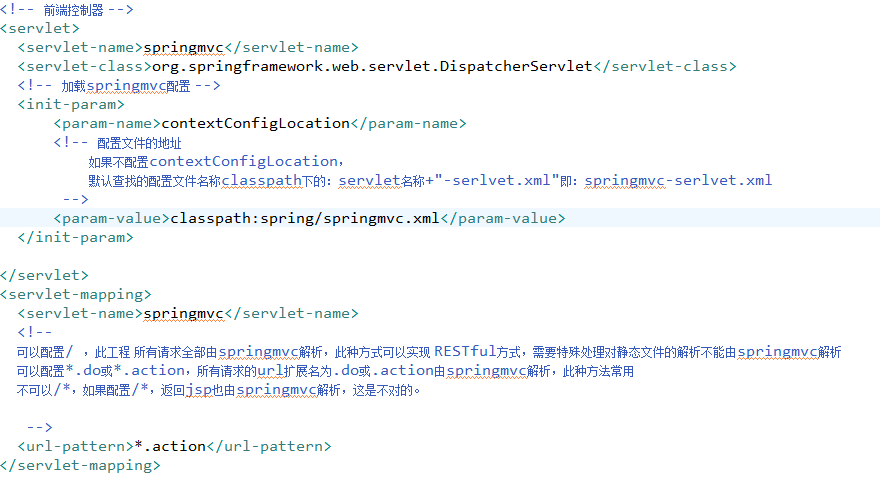 <!-- 前端控制器 -->
<servlet>
<servlet-name>springmvc</servlet-name>
<servlet-class>org.springframework.web.servlet.DispatcherServlet</servlet-class>
<!-- 加载springmvc配置 -->
<init-param>
<param-name>contextConfigLocation</param-name>
<!-- 配置文件的地址
如果不配置contextConfigLocation,
默认查找的配置文件名称classpath下的：servlet名称+"-serlvet.xml"即：springmvc-serlvet.xml
-->
<param-value>classpath:spring/springmvc.xml</param-value>
</init-param>
</servlet>
<servlet-mapping>
<servlet-name>springmvc</servlet-name>
<!--
可以配置/ ，此工程 所有请求全部由springmvc解析，此种方式可以实现 RESTful方式，需要特殊处理对静态文件的解析不能由springmvc解析
可以配置*.do或*.action，所有请求的url扩展名为.do或.action由springmvc解析，此种方法常用
不可以/*，如果配置/*，返回jsp也由springmvc解析，这是不对的。
-->
<url-pattern>*.action</url-pattern>
</servlet-mapping>